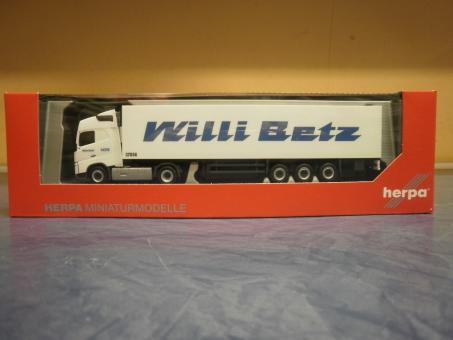 Willi Betz
herpa
HERPA MINIATURMODELLE